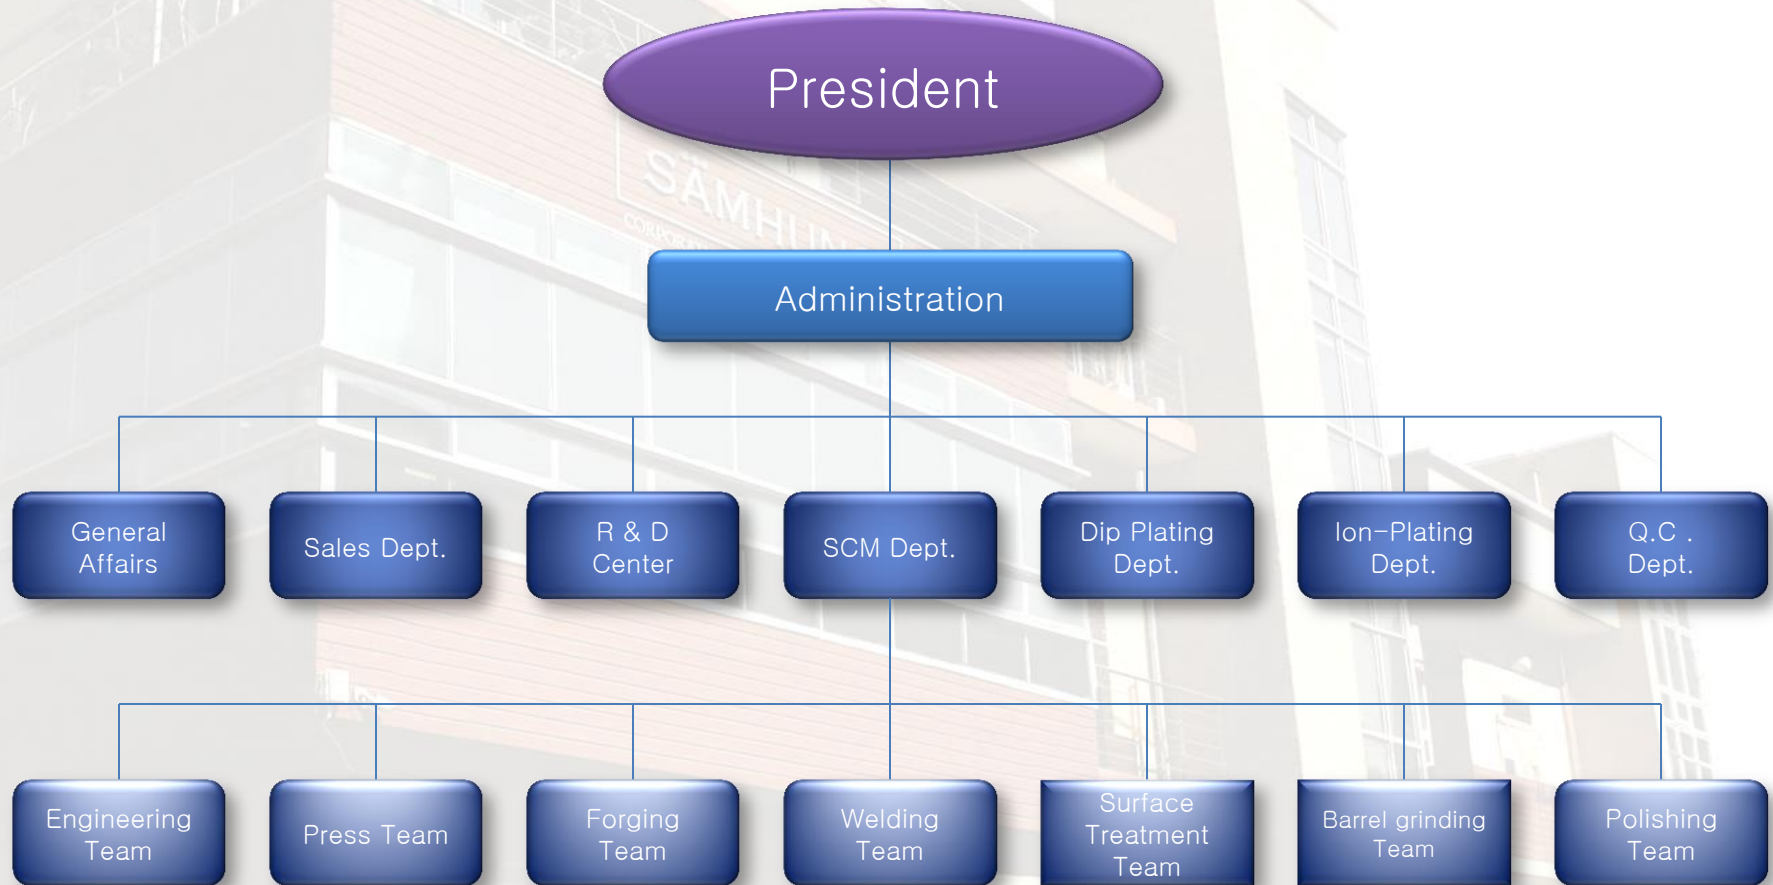 President
SÄMHUN
Administration
General
Affairs
Sales Dept.
R & D
Center
SCM Dept.
Dip Plating
Dept.
Ion-Plating
Dept.
Q.C .
Dept.
Engineering
Team
Press Team
Forging
Team
Welding
Team
Surface
Treatment
Team
Barrel grinding
Team
Polishing
Team